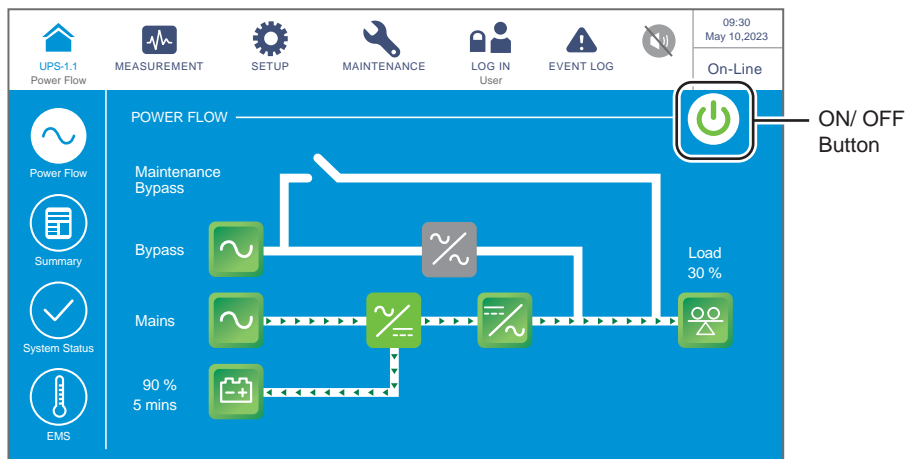 09:30
May 10,2023
UPS-1.1
Power Flow
MEASUREMENT
SETUP
MAINTENANCE
LOG IN
User
EVENT LOG
On-Line
POWER FLOW
ON/ OFF
Button
Power Flow
Maintenance
Bypass
Summary
Bypass
Load
30 %
System Status
Mains
90 %
5 mins
EMS